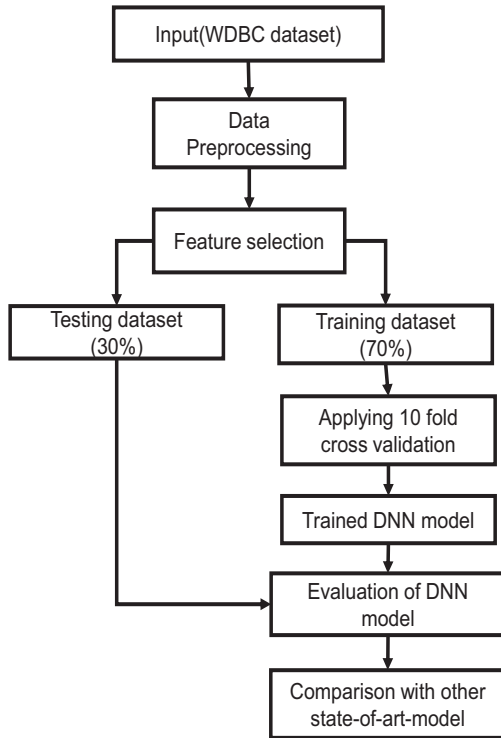 Input(WDBC dataset)
Data
Preprocessing
Feature selection
Testing dataset
(30%)
Training dataset
(70%)
Applying 10 fold
cross validation
Trained DNN model
Evaluation of DNN
model
Comparison with other
state-of-art-model